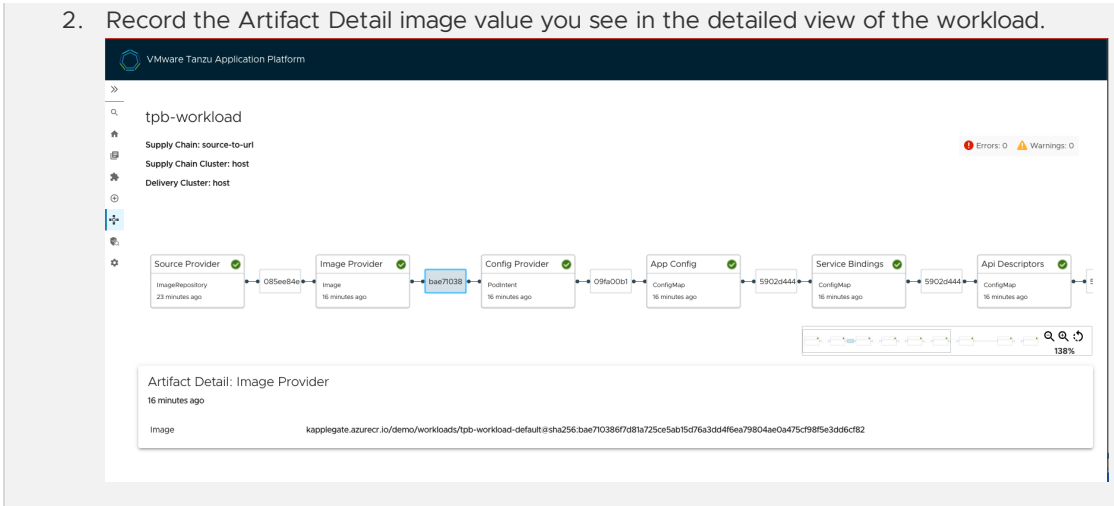 2. Record the Artifact Detail image value you see in the detailed view of the workload.
VMware Tanzu Application Platform
tpb-workload
Supply Chain: source-to-url
Errors: 0 Warnings: 0
Supply Chain Cluster: host
Delivery Cluster: host
Source Provider
ImageRepository
23 minutes ago
085ee84e
Image Provider
Image
16 minutes ago
bae71038
Config Provider
PodIntent
16 minutes ago
09fa00b1
App Config
ConfigMap
16 minutes ago
5902d444
Service Bindings
ConfigMap
16 minutes ago
5902d444
Api Descriptors
ConfigMap
16 minutes ago
5
138%
Artifact Detail: Image Provider
16 minutes ago
Image kapplegate.azurecr.io/demo/workloads/tpb-workload-default@sha256:bae710386f7d81a725ce5ab15d76a3dd4f6ea79804ae0a475cf98f5e3dd6cf82